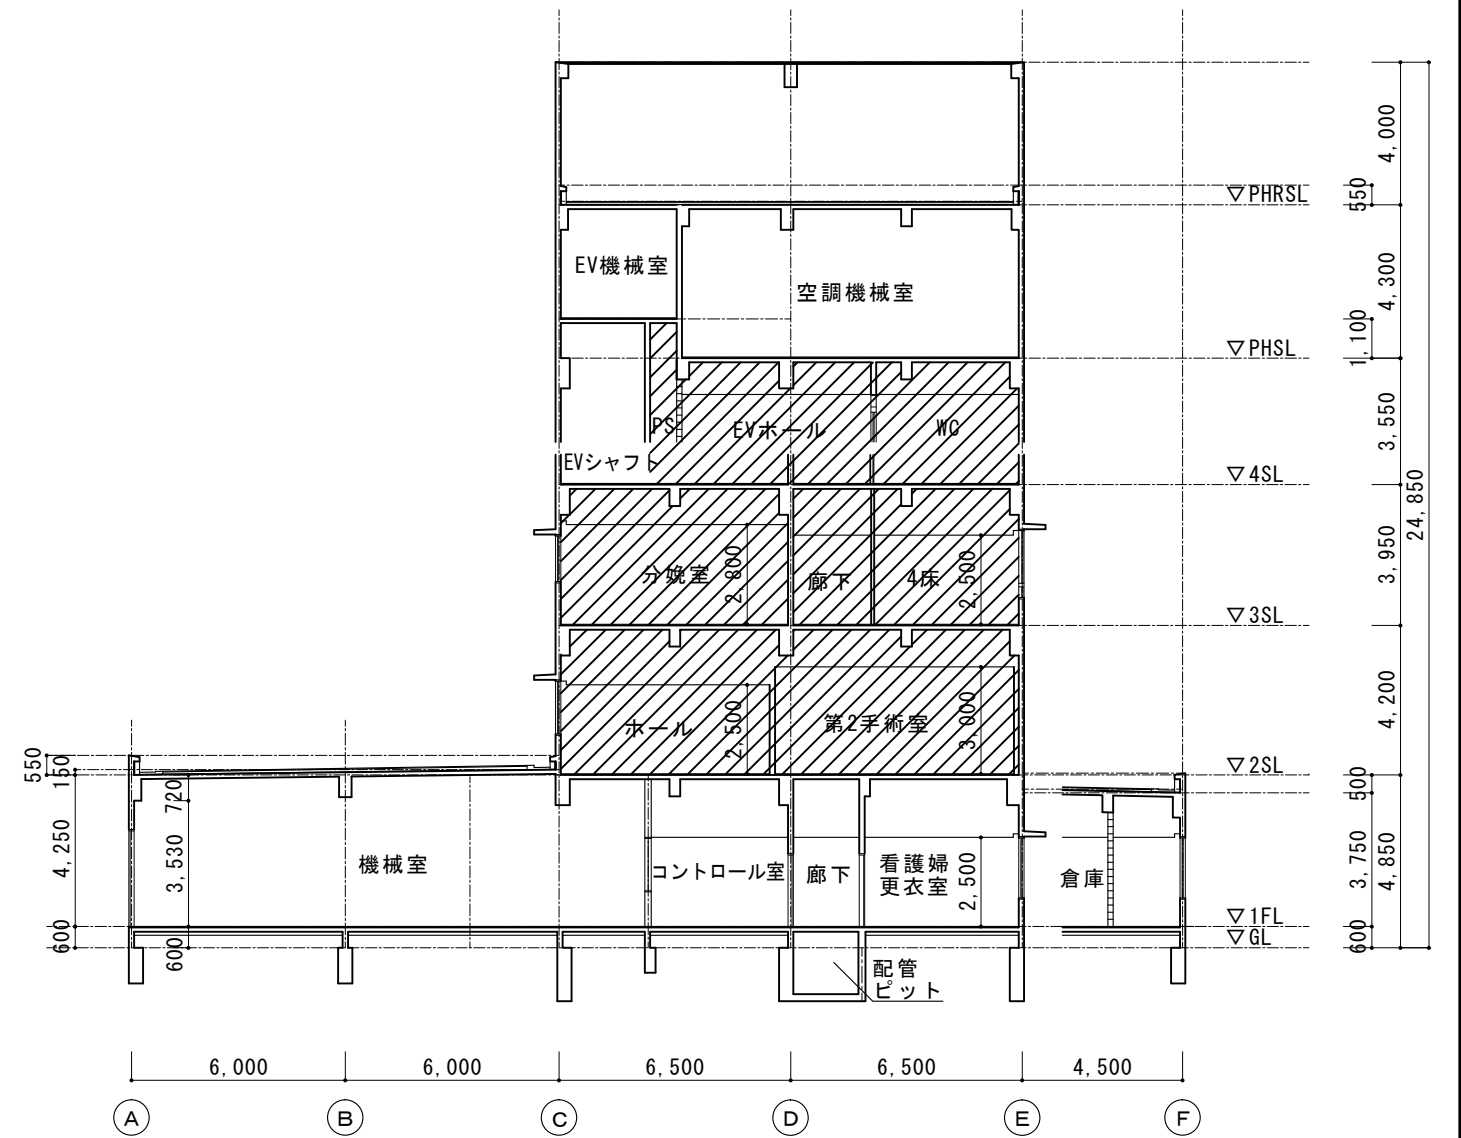 4,000
▽PHRSL
550
EV機械室
空調機械室
4,300
1,100
▽PHSL
PS
EVホール
WC
3,550
EVシャフト
▽4SL
24,850
分娩室
2,800
廊下
4床
2,500
3,950
▽3SL
ホール
2,500
第2手術室
3,000
4,200
550
150
▽2SL
720
500
4,250
3,530
機械室
コントロール室
廊下
看護婦
更衣室
2,500
倉庫
3,750
4,850
▽1FL
600
600
▽GL
600
配管
ピット
6,000
6,000
6,500
6,500
4,500
A
B
C
D
E
F